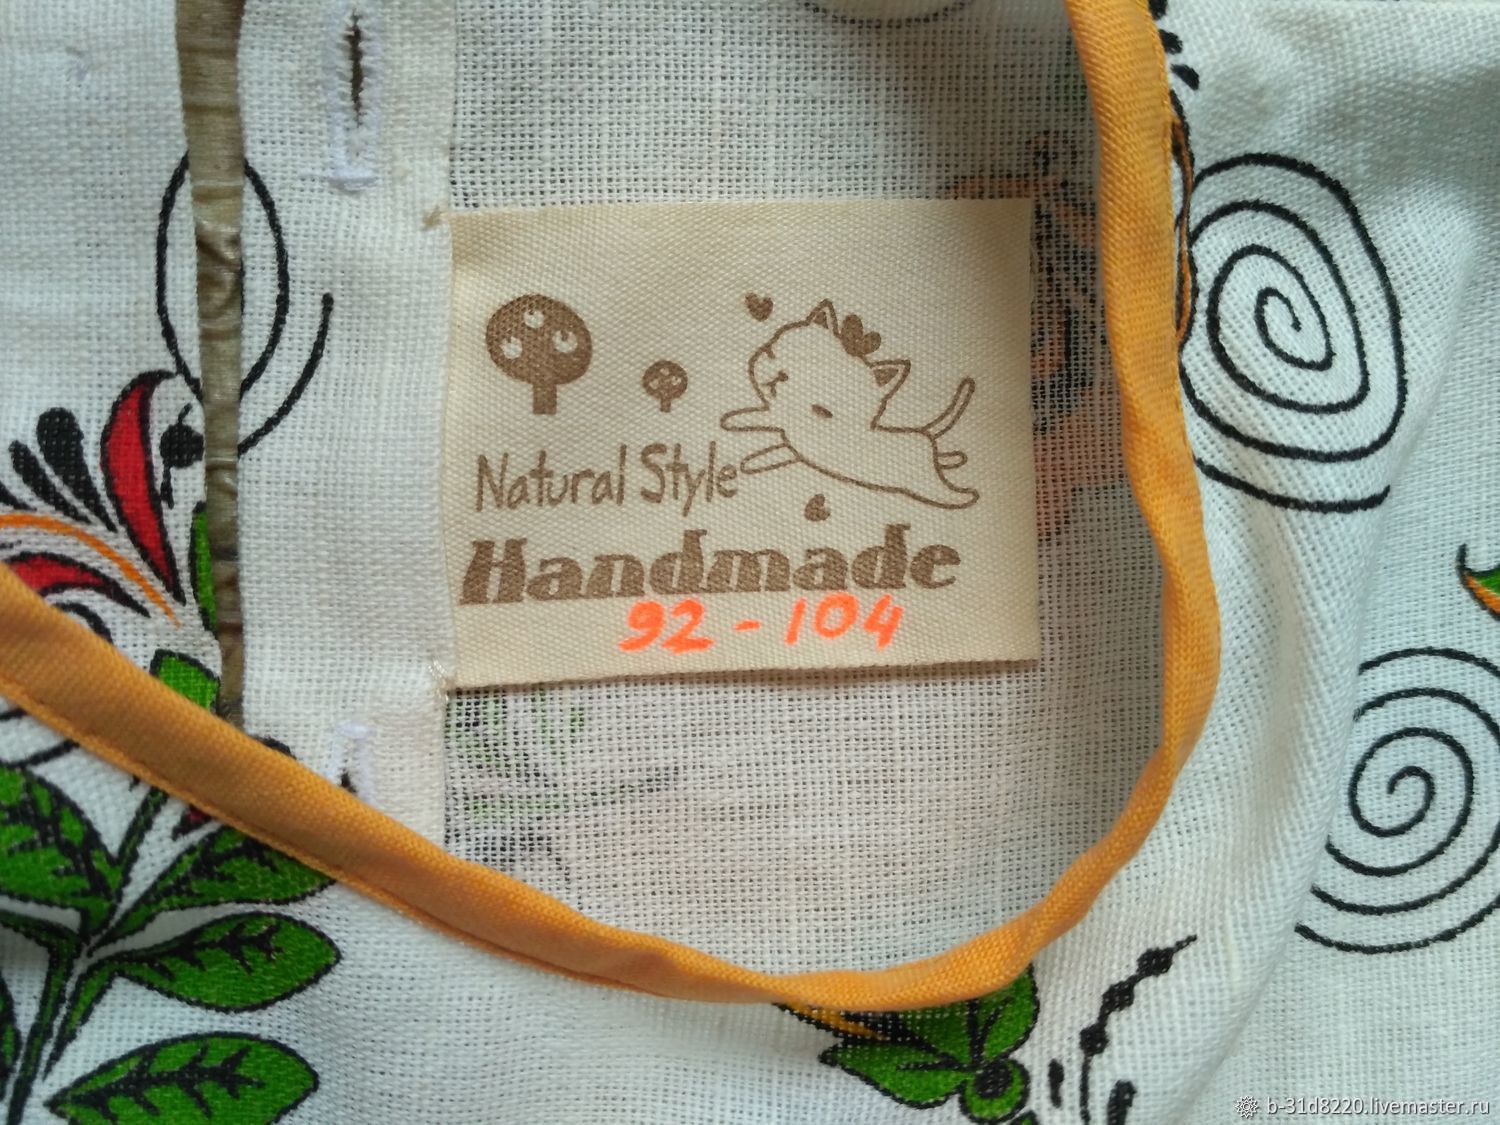 Natural Style
Handmade
92 - 104
b-31d8220.livemaster.ru